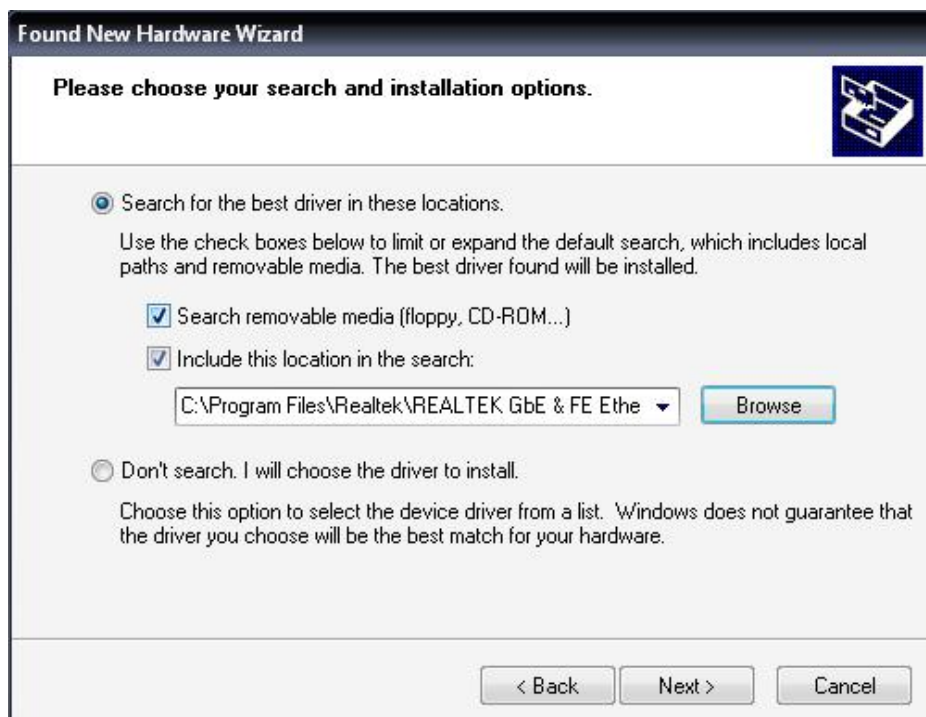 Found New Hardware Wizard
Please choose your search and installation options.
Search for the best driver in these locations.
Use the check boxes below to limit or expand the default search, which includes local
paths and removable media. The best driver found will be installed.
Search removable media (floppy, CD-ROM...)
Include this location in the search:
C:\Program Files\Realtek\REALTEK GbE & FE Ethe
Browse
Don't search. I will choose the driver to install.
Choose this option to select the device driver from a list.  Windows does not guarantee that
the driver you choose will be the best match for your hardware.
< Back
Next >
Cancel